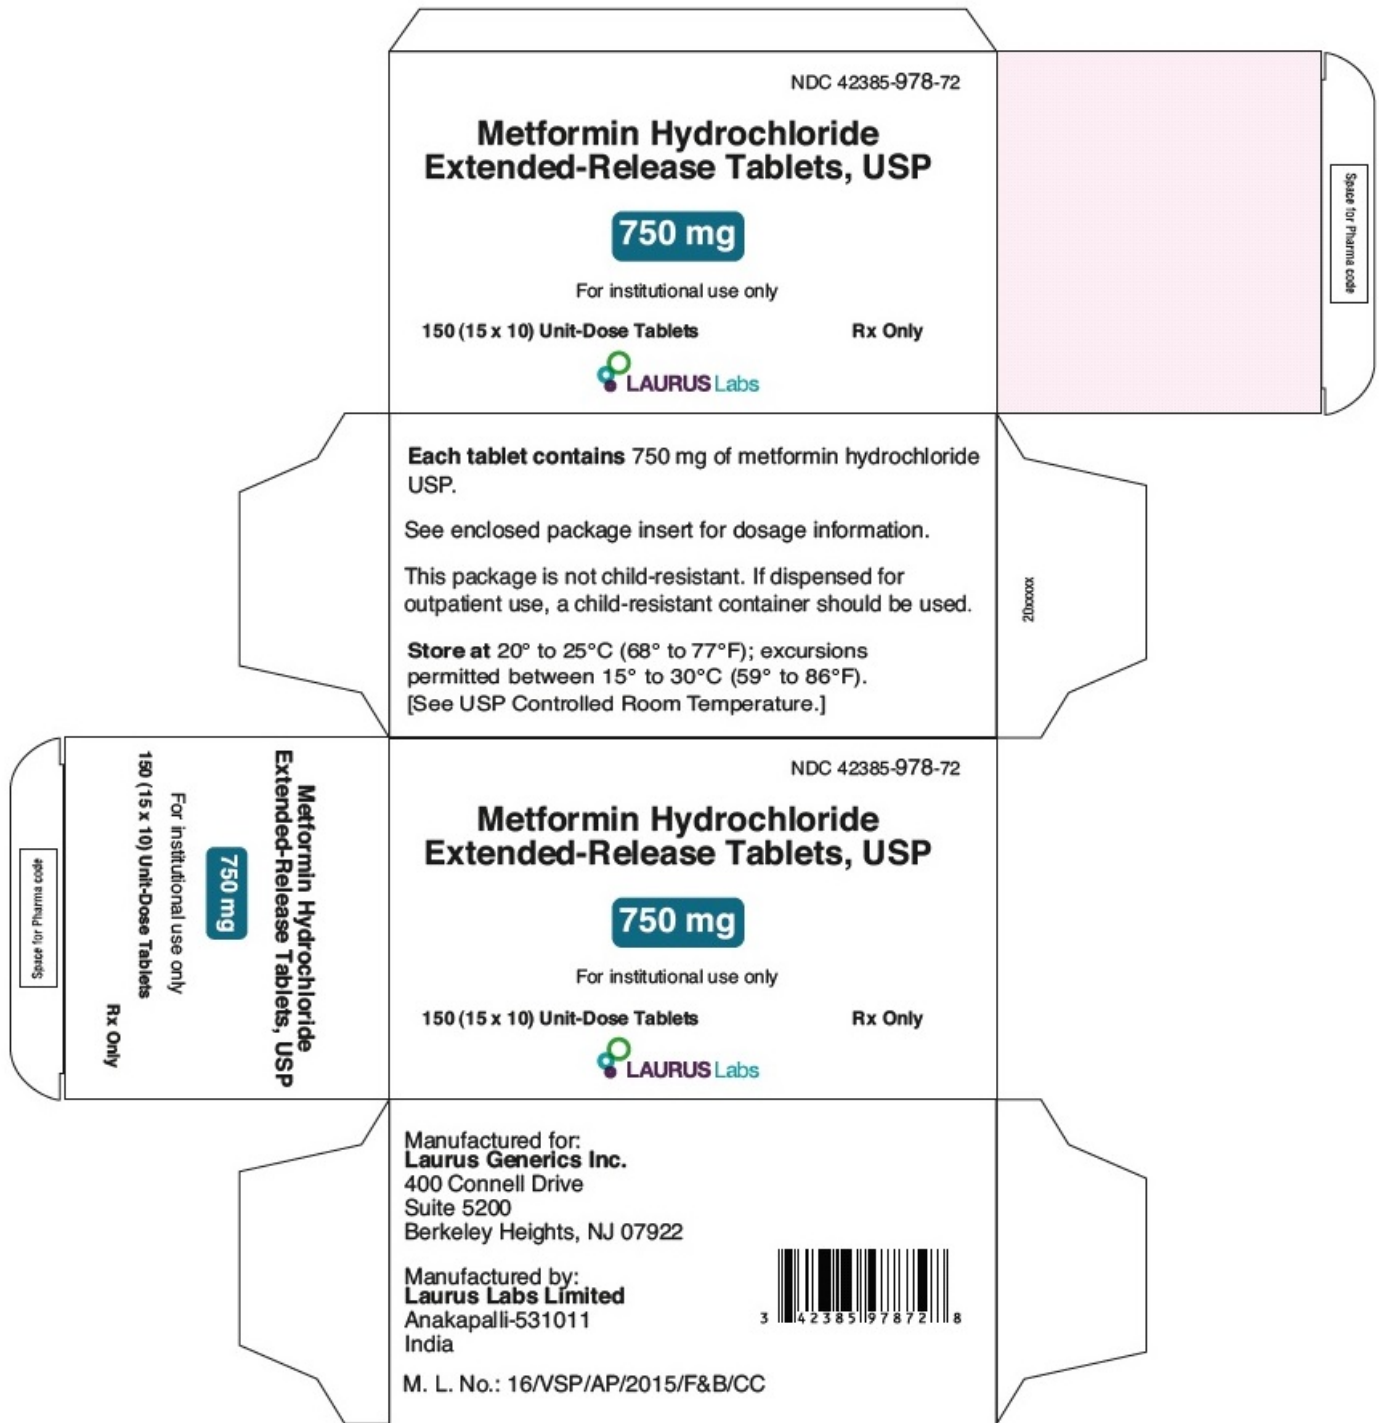 NDC 42385-978-72
Metformin Hydrochloride
Extended-Release Tablets, USP
750 mg
For institutional use only
150 (15 x 10) Unit-Dose Tablets
Rx Only
LAURUS Labs
Space for Pharma code
Each tablet contains 750 mg of metformin hydrochloride
USP.
See enclosed package insert for dosage information.
This package is not child-resistant. If dispensed for
outpatient use, a child-resistant container should be used.
Store at 20° to 25°C (68° to 77°F); excursions
permitted between 15° to 30°C (59° to 86°F).
[See USP Controlled Room Temperature.]
20xxxxx
Space for Pharma code
Metformin Hydrochloride
Extended-Release Tablets, USP
750 mg
For institutional use only
150 (15 x 10) Unit-Dose Tablets
Rx Only
NDC 42385-978-72
Metformin Hydrochloride
Extended-Release Tablets, USP
750 mg
For institutional use only
150 (15 x 10) Unit-Dose Tablets
Rx Only
LAURUS Labs
Manufactured for:
Laurus Generics Inc.
400 Connell Drive
Suite 5200
Berkeley Heights, NJ 07922
Manufactured by:
Laurus Labs Limited
Anakapalli-531011
India
M. L. No.: 16/VSP/AP/2015/F&B/CC
3 42385 97872 8